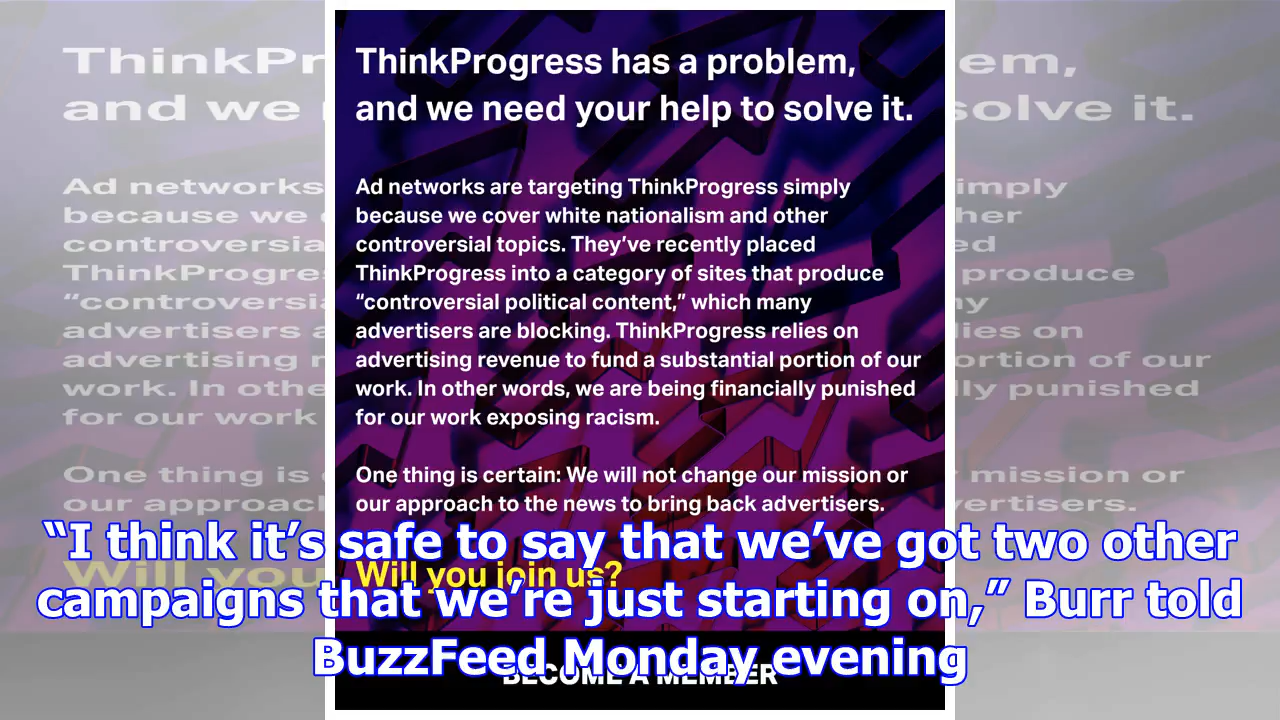 ThinkProgress has a problem,
and we need your help to solve it.
Ad networks are targeting ThinkProgress simply
because we cover white nationalism and other
controversial topics. They’ve recently placed
ThinkProgress into a category of sites that produce
“controversial political content,” which many
advertisers are blocking. ThinkProgress relies on
advertising revenue to fund a substantial portion of our
work. In other words, we are being financially punished
for our work exposing racism.
One thing is certain: We will not change our mission or
our approach to the news to bring back advertisers.
Will you join us?
BECOME A MEMBER
“I think it’s safe to say that we’ve got two other
campaigns that we’re just starting on,” Burr told
BuzzFeed Monday evening